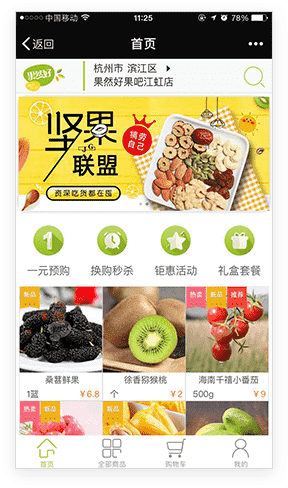 中国移动 11:25 78%
返回 首页
果然好 杭州市 滨江区
果然好果吧江虹店
坚果
联盟
犒劳
自己
资深吃货都在囤
1
一元预购 换购秒杀 钜惠活动 礼盒套餐
新品 热卖 新品 推荐
桑葚鲜果 徐香猕猴桃 海南千禧小番茄
1篮 ¥6.8 个 ¥2 500g ¥9
热卖 新品 新品
首页 全部商品 购物车 我的